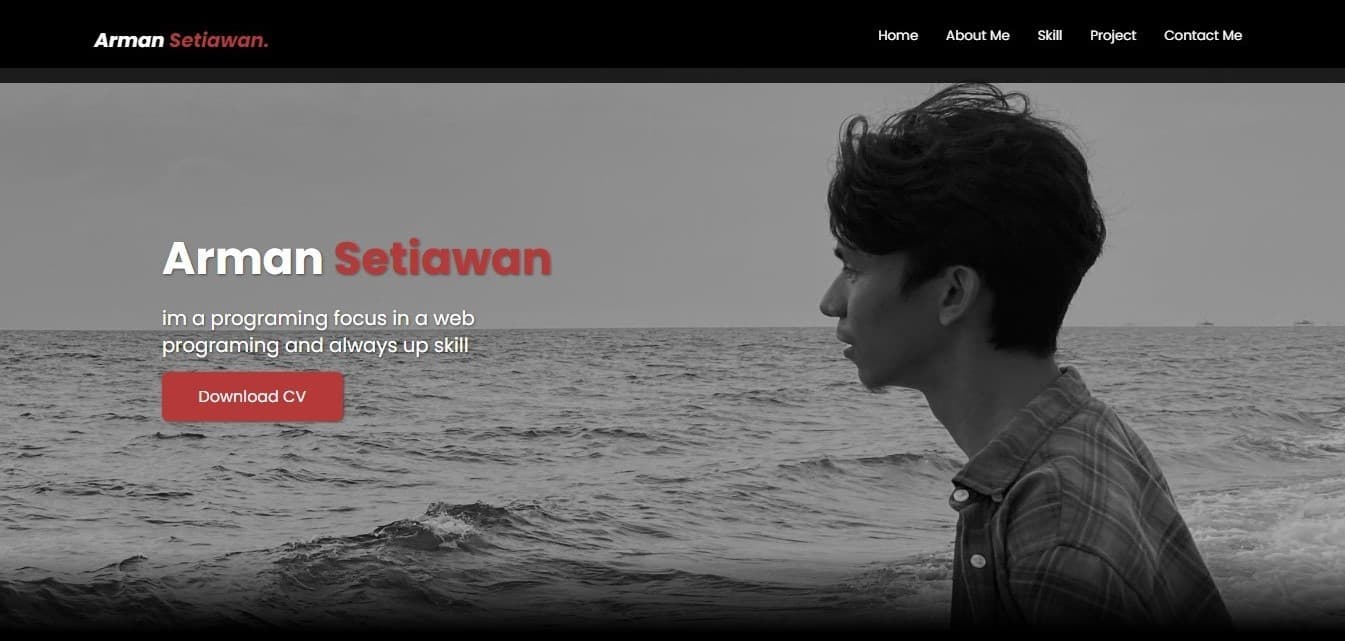 Arman Setiawan.
Home About Me Skill Project Contact Me
Arman Setiawan
im a programing focus in a web
programing and always up skill
Download CV